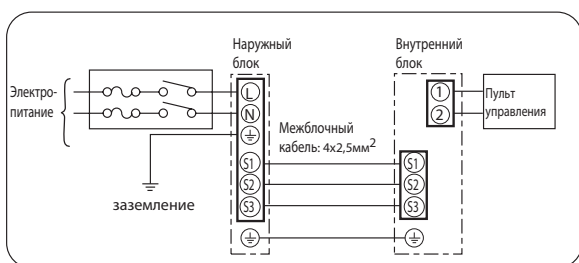 Наружный
блок
Внутренний
блок
Электро-
питание
L
N
1
2
Пульт
управления
Межблочный
кабель: 4x2,5мм²
S1
S2
S3
S1
S2
S3
заземление